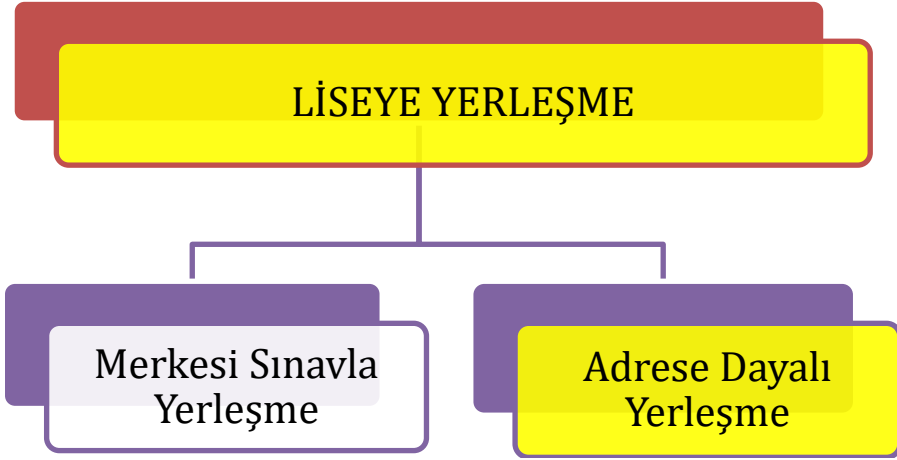 LİSEYE YERLEŞME
Merkesi Sınavla
Yerleşme
Adrese Dayalı
Yerleşme